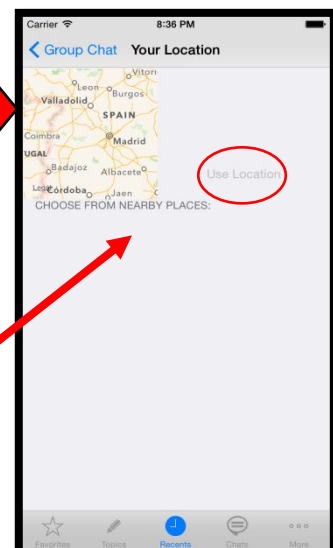 Carrier 8:36 PM
Group Chat Your Location
Vitori
Leon Burgos
Valladolid
SPAIN
Coimbra
Madrid
UGAL
Badajoz Albacete
Córdoba Jaen
Use Location
CHOOSE FROM NEARBY PLACES:
Favorites Topics Recents Chats More